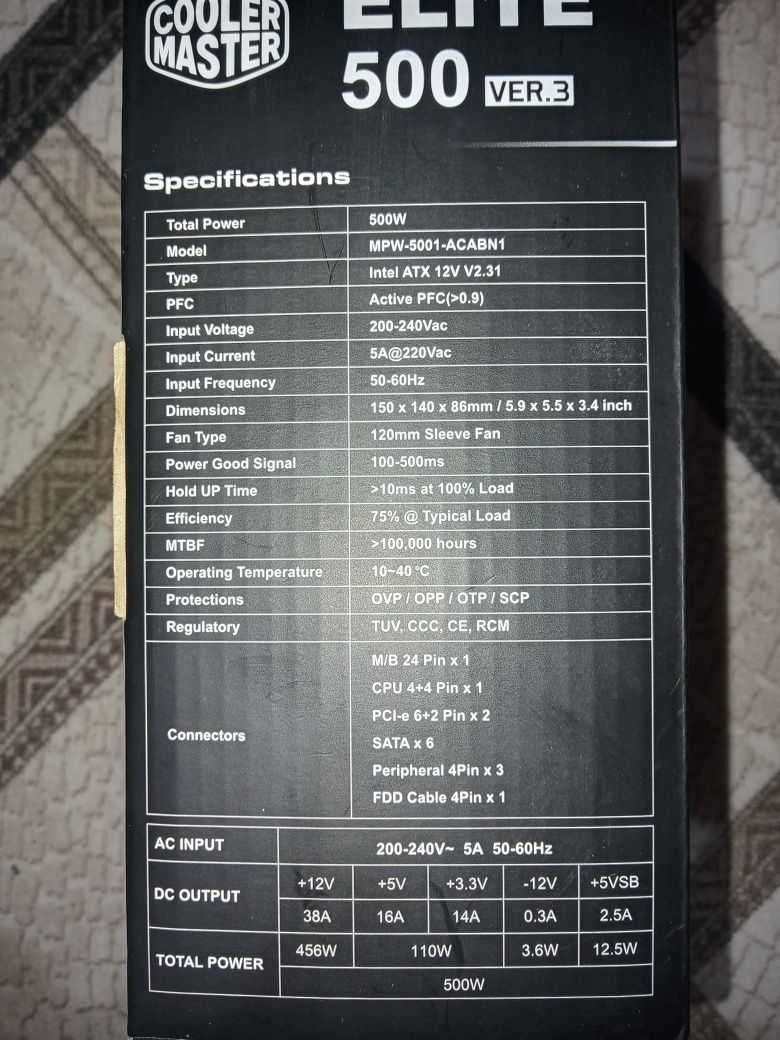 COOLER
MASTER
ELITE
500 VER.3
Specifications
Total Power 500W
Model MPW-5001-ACABN1
Type Intel ATX 12V V2.31
PFC Active PFC(>0.9)
Input Voltage 200-240Vac
Input Current 5A@220Vac
Input Frequency 50-60Hz
Dimensions 150 x 140 x 86mm / 5.9 x 5.5 x 3.4 inch
Fan Type 120mm Sleeve Fan
Power Good Signal 100-500ms
Hold UP Time >10ms at 100% Load
Efficiency 75% @ Typical Load
MTBF >100,000 hours
Operating Temperature 10~40 °C
Protections OVP / OPP / OTP / SCP
Regulatory TUV, CCC, CE, RCM
Connectors
M/B 24 Pin x 1
CPU 4+4 Pin x 1
PCI-e 6+2 Pin x 2
SATA x 6
Peripheral 4Pin x 3
FDD Cable 4Pin x 1
AC INPUT 200-240V~ 5A 50-60Hz
DC OUTPUT
+12V +5V +3.3V -12V +5VSB
38A 16A 14A 0.3A 2.5A
TOTAL POWER
456W 110W 3.6W 12.5W
500W